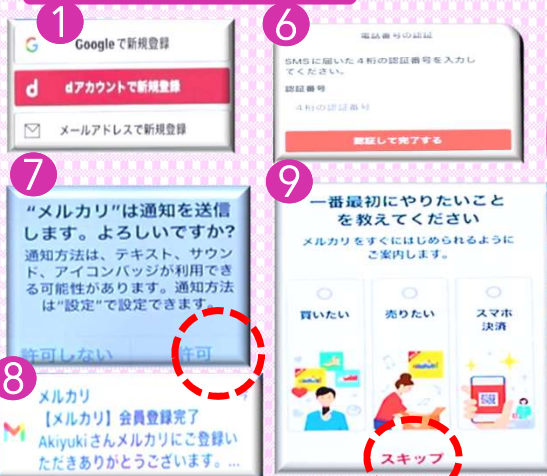 1
Googleで新規登録
d dアカウントで新規登録
メールアドレスで新規登録
6
電話番号の認証
SMSに届いた4桁の認証番号を入力し
てください。
認証番号
4桁の認証番号
認証して完了する
7
“メルカリ”は通知を送信
します。よろしいですか?
通知方法は、テキスト、サウン
ド、アイコンバッジが利用でき
る可能性があります。通知方法
は“設定”で設定できます。
許可しない
許可
8
メルカリ
【メルカリ】会員登録完了
Akiyukiさんメルカリにご登録い
ただきありがとうございます。...
9
一番最初にやりたいこと
を教えてください
メルカリをすぐにはじめられるように
ご案内します。
買いたい
売りたい
スマホ
決済
スキップ